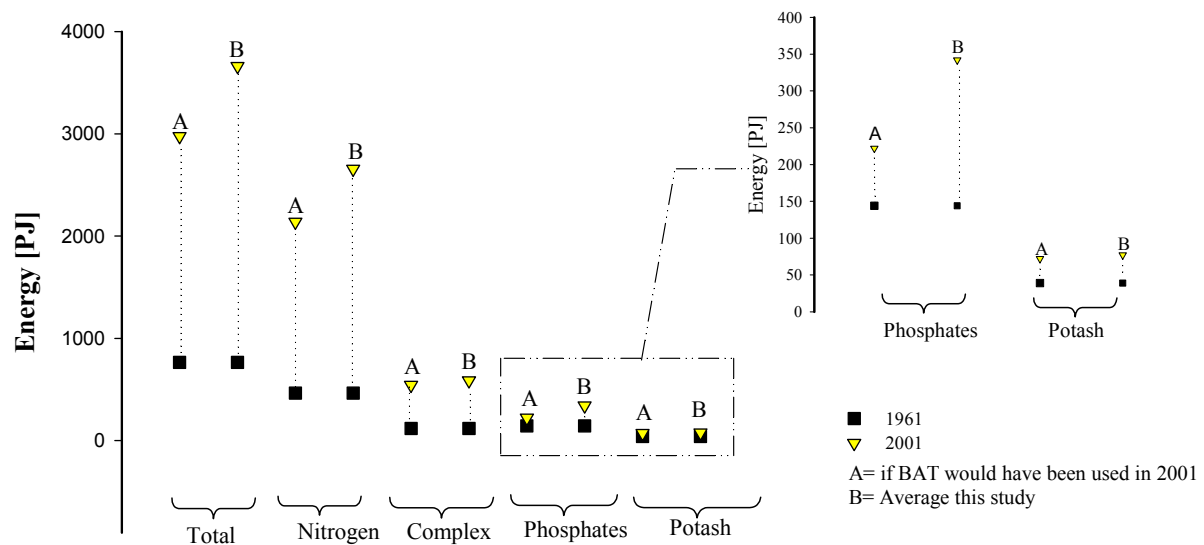 4000
3000
2000
1000
0
Energy [PJ]
A
B
A
B
A
B
A
B
A
B
Total
Nitrogen
Complex
Phosphates
Potash
400
350
300
250
200
150
100
50
0
Energy [PJ]
A
B
A
B
Phosphates
Potash
1961
2001
A= if BAT would have been used in 2001
B= Average this study